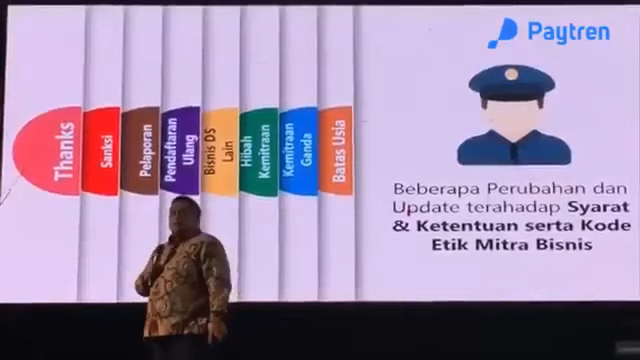 Paytren
Thanks
Sanksi
Pelaporan
Pendaftaran
Ulang
Bisnis DS
Lain
Hibah
Kemitraan
Kemitraan
Ganda
Batas Usia
Beberapa Perubahan dan
Update terahadap Syarat
& Ketentuan serta Kode
Etik Mitra Bisnis